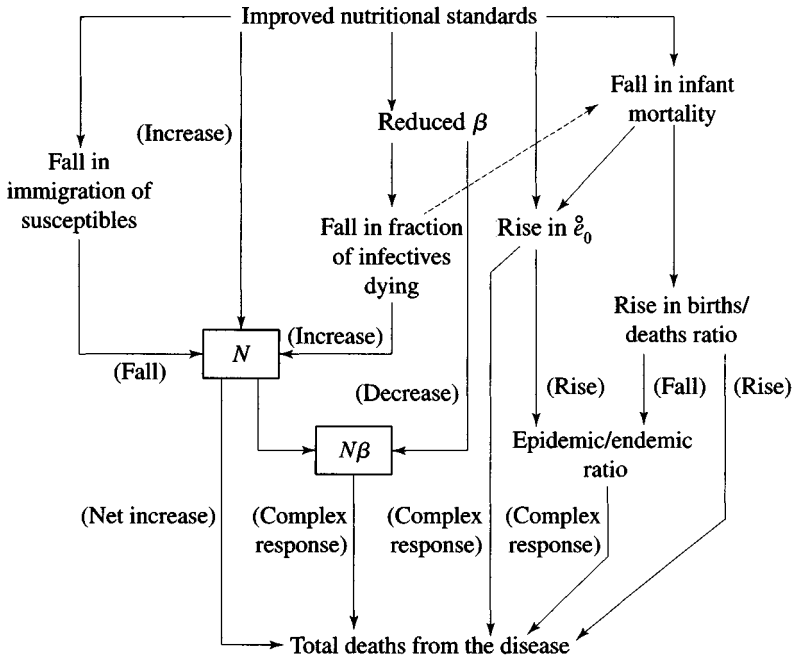 Improved nutritional standards
Fall in infant
mortality
Reduced β
(Increase)
Fall in
immigration of
susceptibles
Fall in fraction
of infectives
dying
Rise in e̊₀
Rise in births/
deaths ratio
(Increase)
N
(Fall)
(Decrease)
(Rise)
(Fall)
(Rise)
Epidemic/endemic
ratio
Nβ
(Net increase)
(Complex
response)
(Complex
response)
(Complex
response)
Total deaths from the disease